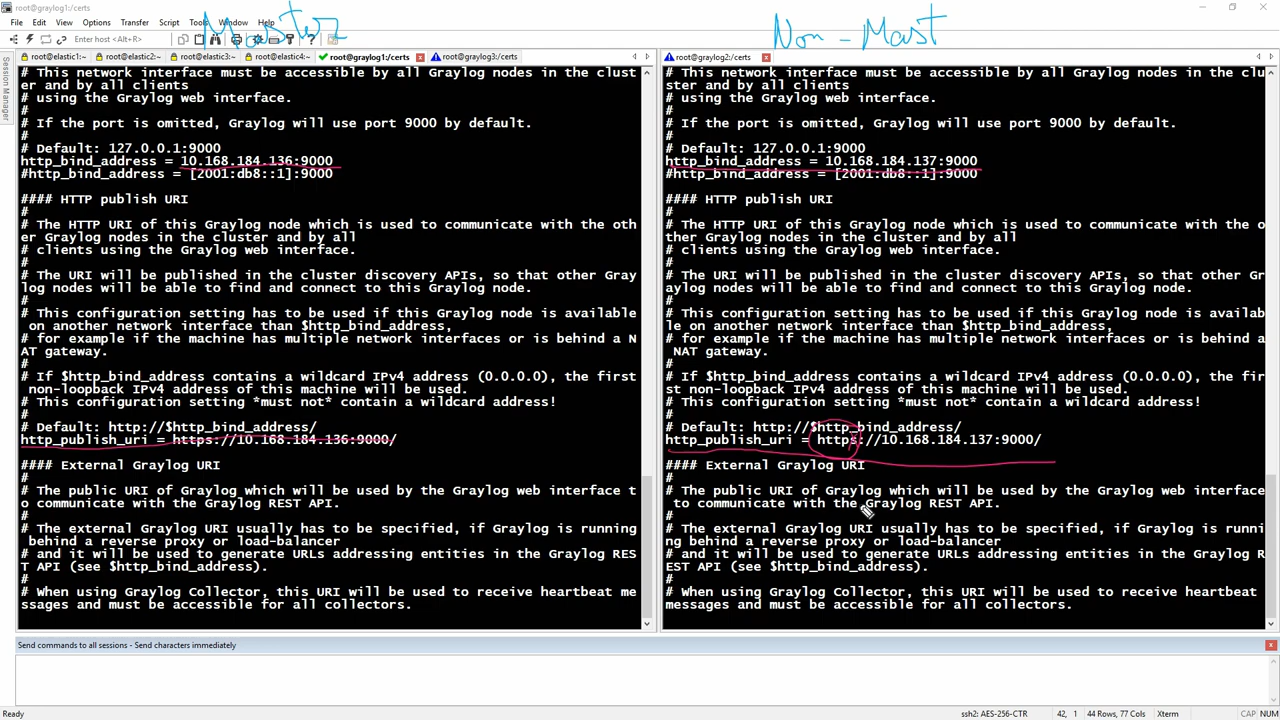 root@graylog1:/certs
File Edit View Options Transfer Script Tools Window Help
Master
Non-Mast
Enter host <Alt+R>
Sessions Manager
root@elastic1:~ root@elastic2:~ root@elastic3:~ root@elastic4:~ root@graylog1:/certs root@graylog3:/certs
# This network interface must be accessible by all Graylog nodes in the clust
er and by all clients
# using the Graylog web interface.
#
# If the port is omitted, Graylog will use port 9000 by default.
#
# Default: 127.0.0.1:9000
http_bind_address = 10.168.184.136:9000
#http_bind_address = [2001:db8::1]:9000
#### HTTP publish URI
#
# The HTTP URI of this Graylog node which is used to communicate with the oth
er Graylog nodes in the cluster and by all
# clients using the Graylog web interface.
#
# The URI will be published in the cluster discovery APIs, so that other Gray
log nodes will be able to find and connect to this Graylog node.
#
# This configuration setting has to be used if this Graylog node is available
on another network interface than $http_bind_address,
# for example if the machine has multiple network interfaces or is behind a N
AT gateway.
#
# If $http_bind_address contains a wildcard IPv4 address (0.0.0.0), the first
non-loopback IPv4 address of this machine will be used.
# This configuration setting *must not* contain a wildcard address!
#
# Default: http://$http_bind_address/
http_publish_uri = https://10.168.184.136:9000/
#### External Graylog URI
#
# The public URI of Graylog which will be used by the Graylog web interface t
o communicate with the Graylog REST API.
#
# The external Graylog URI usually has to be specified, if Graylog is running
behind a reverse proxy or load-balancer
# and it will be used to generate URLs addressing entities in the Graylog RES
T API (see $http_bind_address).
#
# When using Graylog Collector, this URI will be used to receive heartbeat me
ssages and must be accessible for all collectors.
root@graylog2:/certs
# This network interface must be accessible by all Graylog nodes in the clu
ster and by all clients
# using the Graylog web interface.
#
# If the port is omitted, Graylog will use port 9000 by default.
#
# Default: 127.0.0.1:9000
http_bind_address = 10.168.184.137:9000
#http_bind_address = [2001:db8::1]:9000
#### HTTP publish URI
#
# The HTTP URI of this Graylog node which is used to communicate with the o
ther Graylog nodes in the cluster and by all
# clients using the Graylog web interface.
#
# The URI will be published in the cluster discovery APIs, so that other Gr
aylog nodes will be able to find and connect to this Graylog node.
#
# This configuration setting has to be used if this Graylog node is availab
le on another network interface than $http_bind_address,
# for example if the machine has multiple network interfaces or is behind a
NAT gateway.
#
# If $http_bind_address contains a wildcard IPv4 address (0.0.0.0), the fir
st non-loopback IPv4 address of this machine will be used.
# This configuration setting *must not* contain a wildcard address!
#
# Default: http://$http_bind_address/
http_publish_uri = https://10.168.184.137:9000/
#### External Graylog URI
#
# The public URI of Graylog which will be used by the Graylog web interface
to communicate with the Graylog REST API.
#
# The external Graylog URI usually has to be specified, if Graylog is runni
ng behind a reverse proxy or load-balancer
# and it will be used to generate URLs addressing entities in the Graylog R
EST API (see $http_bind_address).
#
# When using Graylog Collector, this URI will be used to receive heartbeat
messages and must be accessible for all collectors.
Send commands to all sessions - Send characters immediately
Ready ssh2: AES-256-CTR 42, 1 44 Rows, 77 Cols Xterm CAP NUM